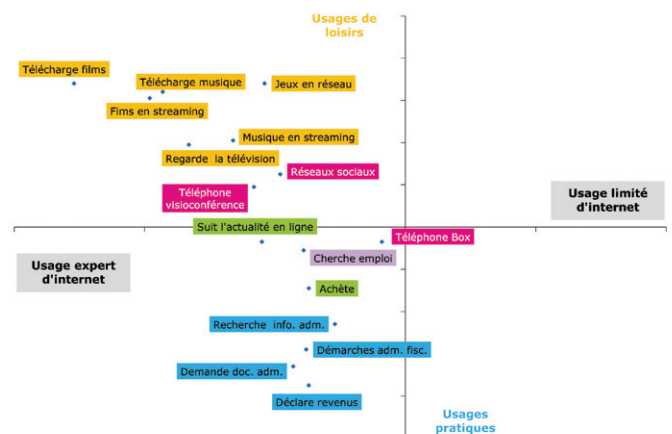 Usages de
loisirs
Télécharge films
Télécharge musique
Jeux en réseau
Fims en streaming
Musique en streaming
Regarde la télévision
Réseaux sociaux
Téléphone
visioconférence
Usage limité
d'internet
Suit l'actualité en ligne
Téléphone Box
Usage expert
d'internet
Cherche emploi
Achète
Recherche info. adm.
Démarches adm. fisc.
Demande doc. adm.
Déclare revenus
Usages
pratiques